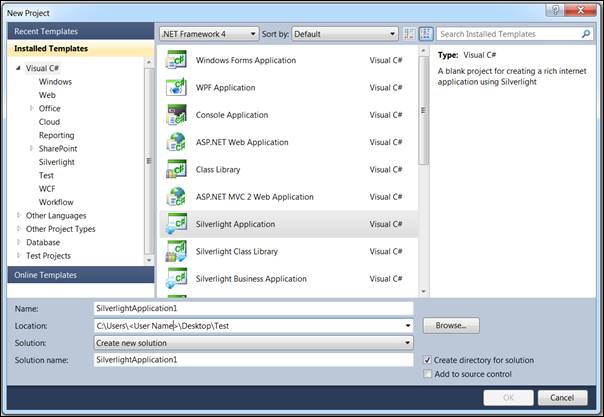 New Project
Recent Templates
.NET Framework 4 Sort by: Default Search Installed Templates
Installed Templates
Visual C#
Windows
Web
Office
Cloud
Reporting
SharePoint
Silverlight
Test
WCF
Workflow
Other Languages
Other Project Types
Database
Test Projects
Online Templates
Windows Forms Application Visual C#
WPF Application Visual C#
Console Application Visual C#
ASP.NET Web Application Visual C#
Class Library Visual C#
ASP.NET MVC 2 Web Application Visual C#
Silverlight Application Visual C#
Silverlight Class Library Visual C#
Silverlight Business Application Visual C#
Type: Visual C#
A blank project for creating a rich internet
application using Silverlight
Name: SilverlightApplication1
Location: C:\Users\<User Name>\Desktop\Test Browse...
Solution: Create new solution
Solution name: SilverlightApplication1
Create directory for solution
Add to source control
OK Cancel